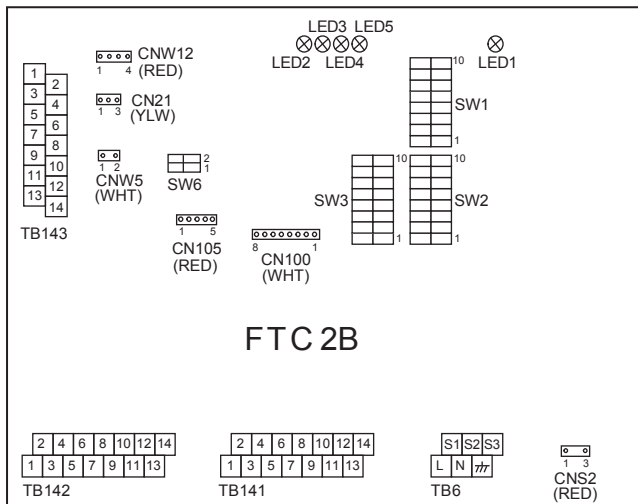 LED3 LED5
LED2 LED4
LED1
CNW12
1 4
(RED)
CN21
1 3
(YLW)
1
3
5
7
9
11
13
2
4
6
8
10
12
14
TB143
1 2
CNW5
(WHT)
2
1
SW6
10
SW1
1
10
SW3
1
10
SW2
1
1 5
CN105
(RED)
8 1
CN100
(WHT)
FTC 2B
2 4 6 8 10 12 14
1 3 5 7 9 11 13
TB142
2 4 6 8 10 12 14
1 3 5 7 9 11 13
TB141
S1 S2 S3
L N
TB6
1 3
CNS2
(RED)